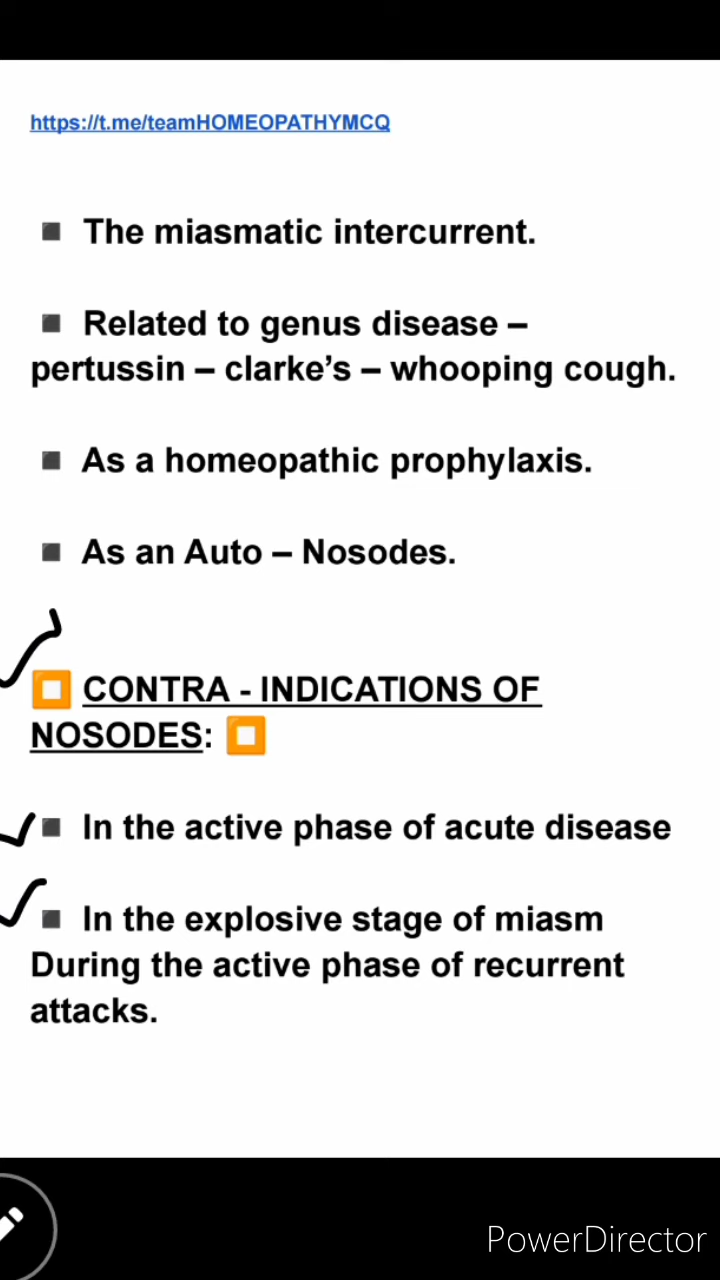 https://t.me/teamHOMEOPATHYMCQ
◾ The miasmatic intercurrent.
◾ Related to genus disease –
pertussin – clarke’s – whooping cough.
◾ As a homeopathic prophylaxis.
◾ As an Auto – Nosodes.
🔲 CONTRA - INDICATIONS OF
NOSODES: 🔲
◾ In the active phase of acute disease
◾ In the explosive stage of miasm
During the active phase of recurrent
attacks.
PowerDirector